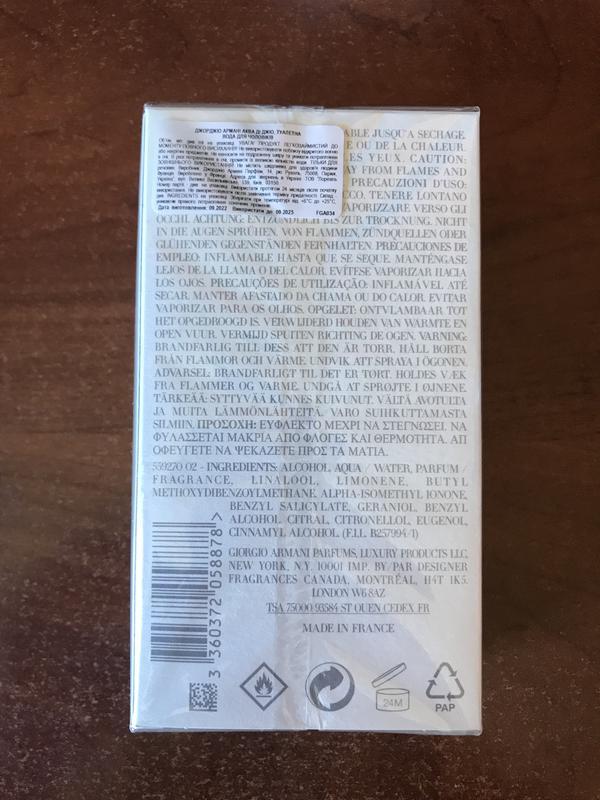 ДЖОРДЖІО АРМАНІ АКВА ДІ ДЖІО, ТУАЛЕТНА
ВОДА ДЛЯ ЧОЛОВІКІВ
Дата виготовлення: 09.2022 Використати до: 09.2025 FGA034
ABLE JUSQU'A SECHAGE.
E OU DE LA CHALEUR.
LES YEUX. CAUTION:
AY FROM FLAMES AND
PRECAUZIONI D'USO:
CO. TENERE LONTANO
VAPORIZZARE VERSO GLI
OCCHI. ACHTUNG: ENTZÜNDLICH BIS ZUR TROCKNUNG. NICHT
IN DIE AUGEN SPRÜHEN. VON FLAMMEN, ZÜNDQUELLEN ODER
GLÜHENDEN GEGENSTÄNDEN FERNHALTEN. PRECAUCIONES DE
EMPLEO: INFLAMABLE HASTA QUE SE SEQUE. MANTÉNGASE
LEJOS DE LA LLAMA O DEL CALOR. EVÍTESE VAPORIZAR HACIA
LOS OJOS. PRECAUÇÕES DE UTILIZAÇÃO: INFLAMÁVEL ATÉ
SECAR. MANTER AFASTADO DA CHAMA OU DO CALOR. EVITAR
VAPORIZAR PARA OS OLHOS. OPGELET: ONTVLAMBAAR TOT
HET OPGEDROOGD IS. VERWIJDERD HOUDEN VAN WARMTE EN
OPEN VUUR. VERMIJD SPUITEN RICHTING DE OGEN. VARNING:
BRANDFARLIG TILL DESS ATT DEN ÄR TORR. HÅLL BORTA
FRÅN FLAMMOR OCH VÄRME. UNDVIK ATT SPRAYA I ÖGONEN.
ADVARSEL: BRANDFARLIGT TIL DET ER TØRT. HOLDES VÆK
FRA FLAMMER OG VARME. UNDGÅ AT SPRØJTE I ØJNENE.
TÄRKEÄÄ: SYTTYVÄÄ KUNNES KUIVUNUT. VÄLTÄ AVOTULTA
JA MUITA LÄMMÖNLÄHTEITÄ. VARO SUIHKUTTAMASTA
SILMIIN. ΠΡΟΣΟΧΗ: ΕΥΦΛΕΚΤΟ ΜΕΧΡΙ ΝΑ ΣΤΕΓΝΩΣΕΙ. ΝΑ
ΦΥΛΑΣΣΕΤΑΙ ΜΑΚΡΙΑ ΑΠΟ ΦΛΟΓΕΣ ΚΑΙ ΘΕΡΜΟΤΗΤΑ. ΑΠ
ΟΦΕΥΓΕΤΕ ΝΑ ΨΕΚΑΖΕΤΕ ΠΡΟΣ ΤΑ ΜΑΤΙΑ.
539270 02 - INGREDIENTS: ALCOHOL, AQUA / WATER, PARFUM /
FRAGRANCE, LINALOOL, LIMONENE, BUTYL
METHOXYDIBENZOYLMETHANE, ALPHA-ISOMETHYL IONONE,
BENZYL SALICYLATE, GERANIOL, BENZYL
ALCOHOL, CITRAL, CITRONELLOL, EUGENOL,
CINNAMYL ALCOHOL. (F.I.L. B257994/1)
GIORGIO ARMANI PARFUMS, LUXURY PRODUCTS LLC,
NEW YORK, N.Y. 10001 IMP. BY/PAR DESIGNER
FRAGRANCES CANADA, MONTRÉAL, H4T 1K5.
LONDON W6 8AZ
TSA 75000-93584 ST OUEN CEDEX FR
MADE IN FRANCE
3 360372 058878 >
24M
PAP